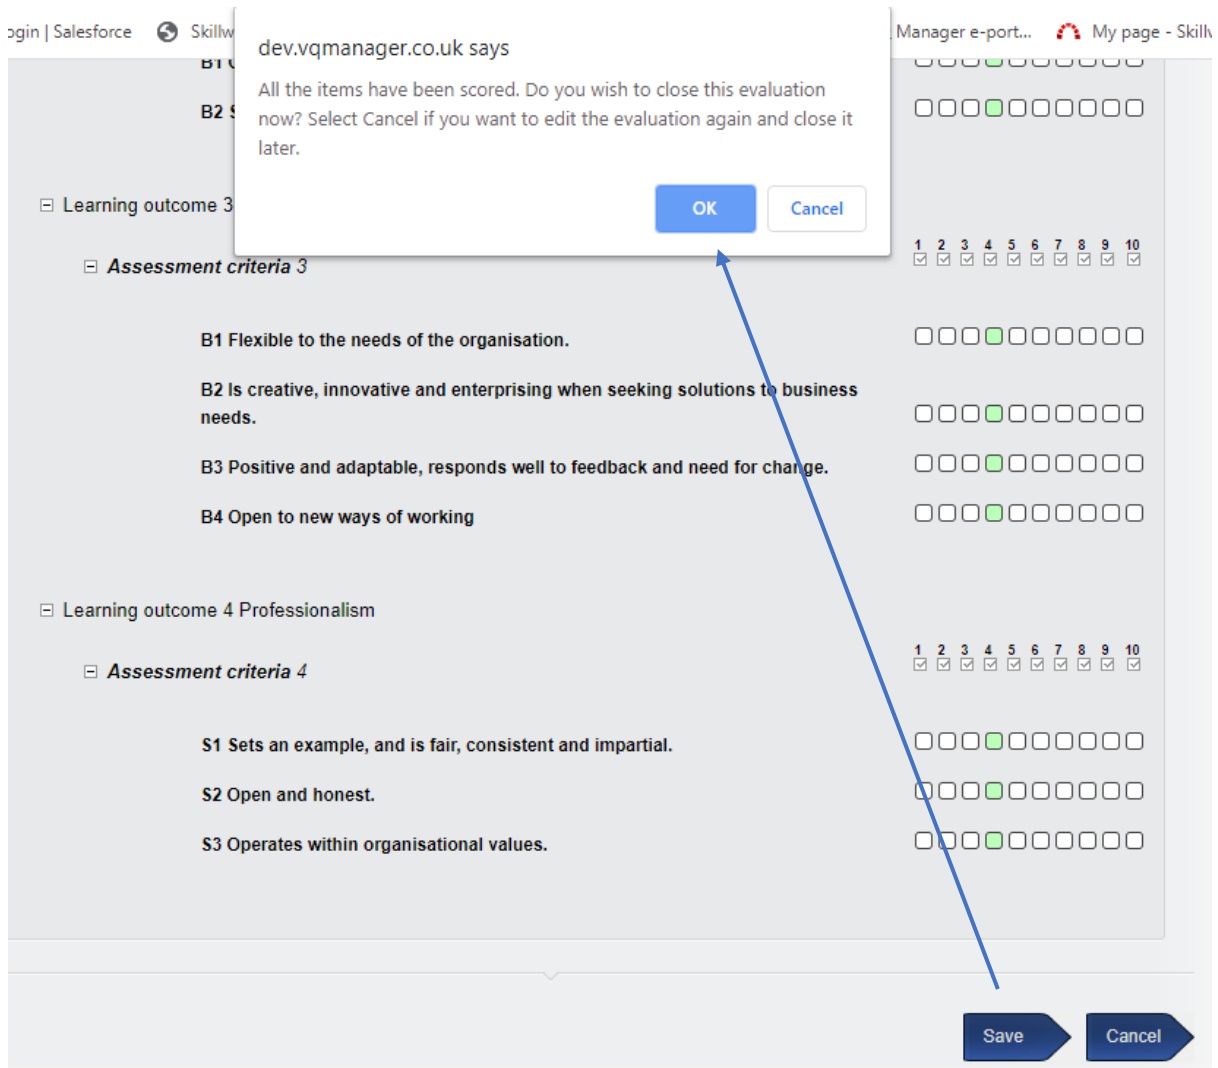 ogin | Salesforce
Manager e-port...
My page - Skill
dev.vqmanager.co.uk says
All the items have been scored. Do you wish to close this evaluation
now? Select Cancel if you want to edit the evaluation again and close it
later.
OK Cancel
B1
B2
Learning outcome 3
1 2 3 4 5 6 7 8 9 10
Assessment criteria 3
B1 Flexible to the needs of the organisation.
B2 Is creative, innovative and enterprising when seeking solutions to business
needs.
B3 Positive and adaptable, responds well to feedback and need for change.
B4 Open to new ways of working
Learning outcome 4 Professionalism
1 2 3 4 5 6 7 8 9 10
Assessment criteria 4
S1 Sets an example, and is fair, consistent and impartial.
S2 Open and honest.
S3 Operates within organisational values.
Save Cancel